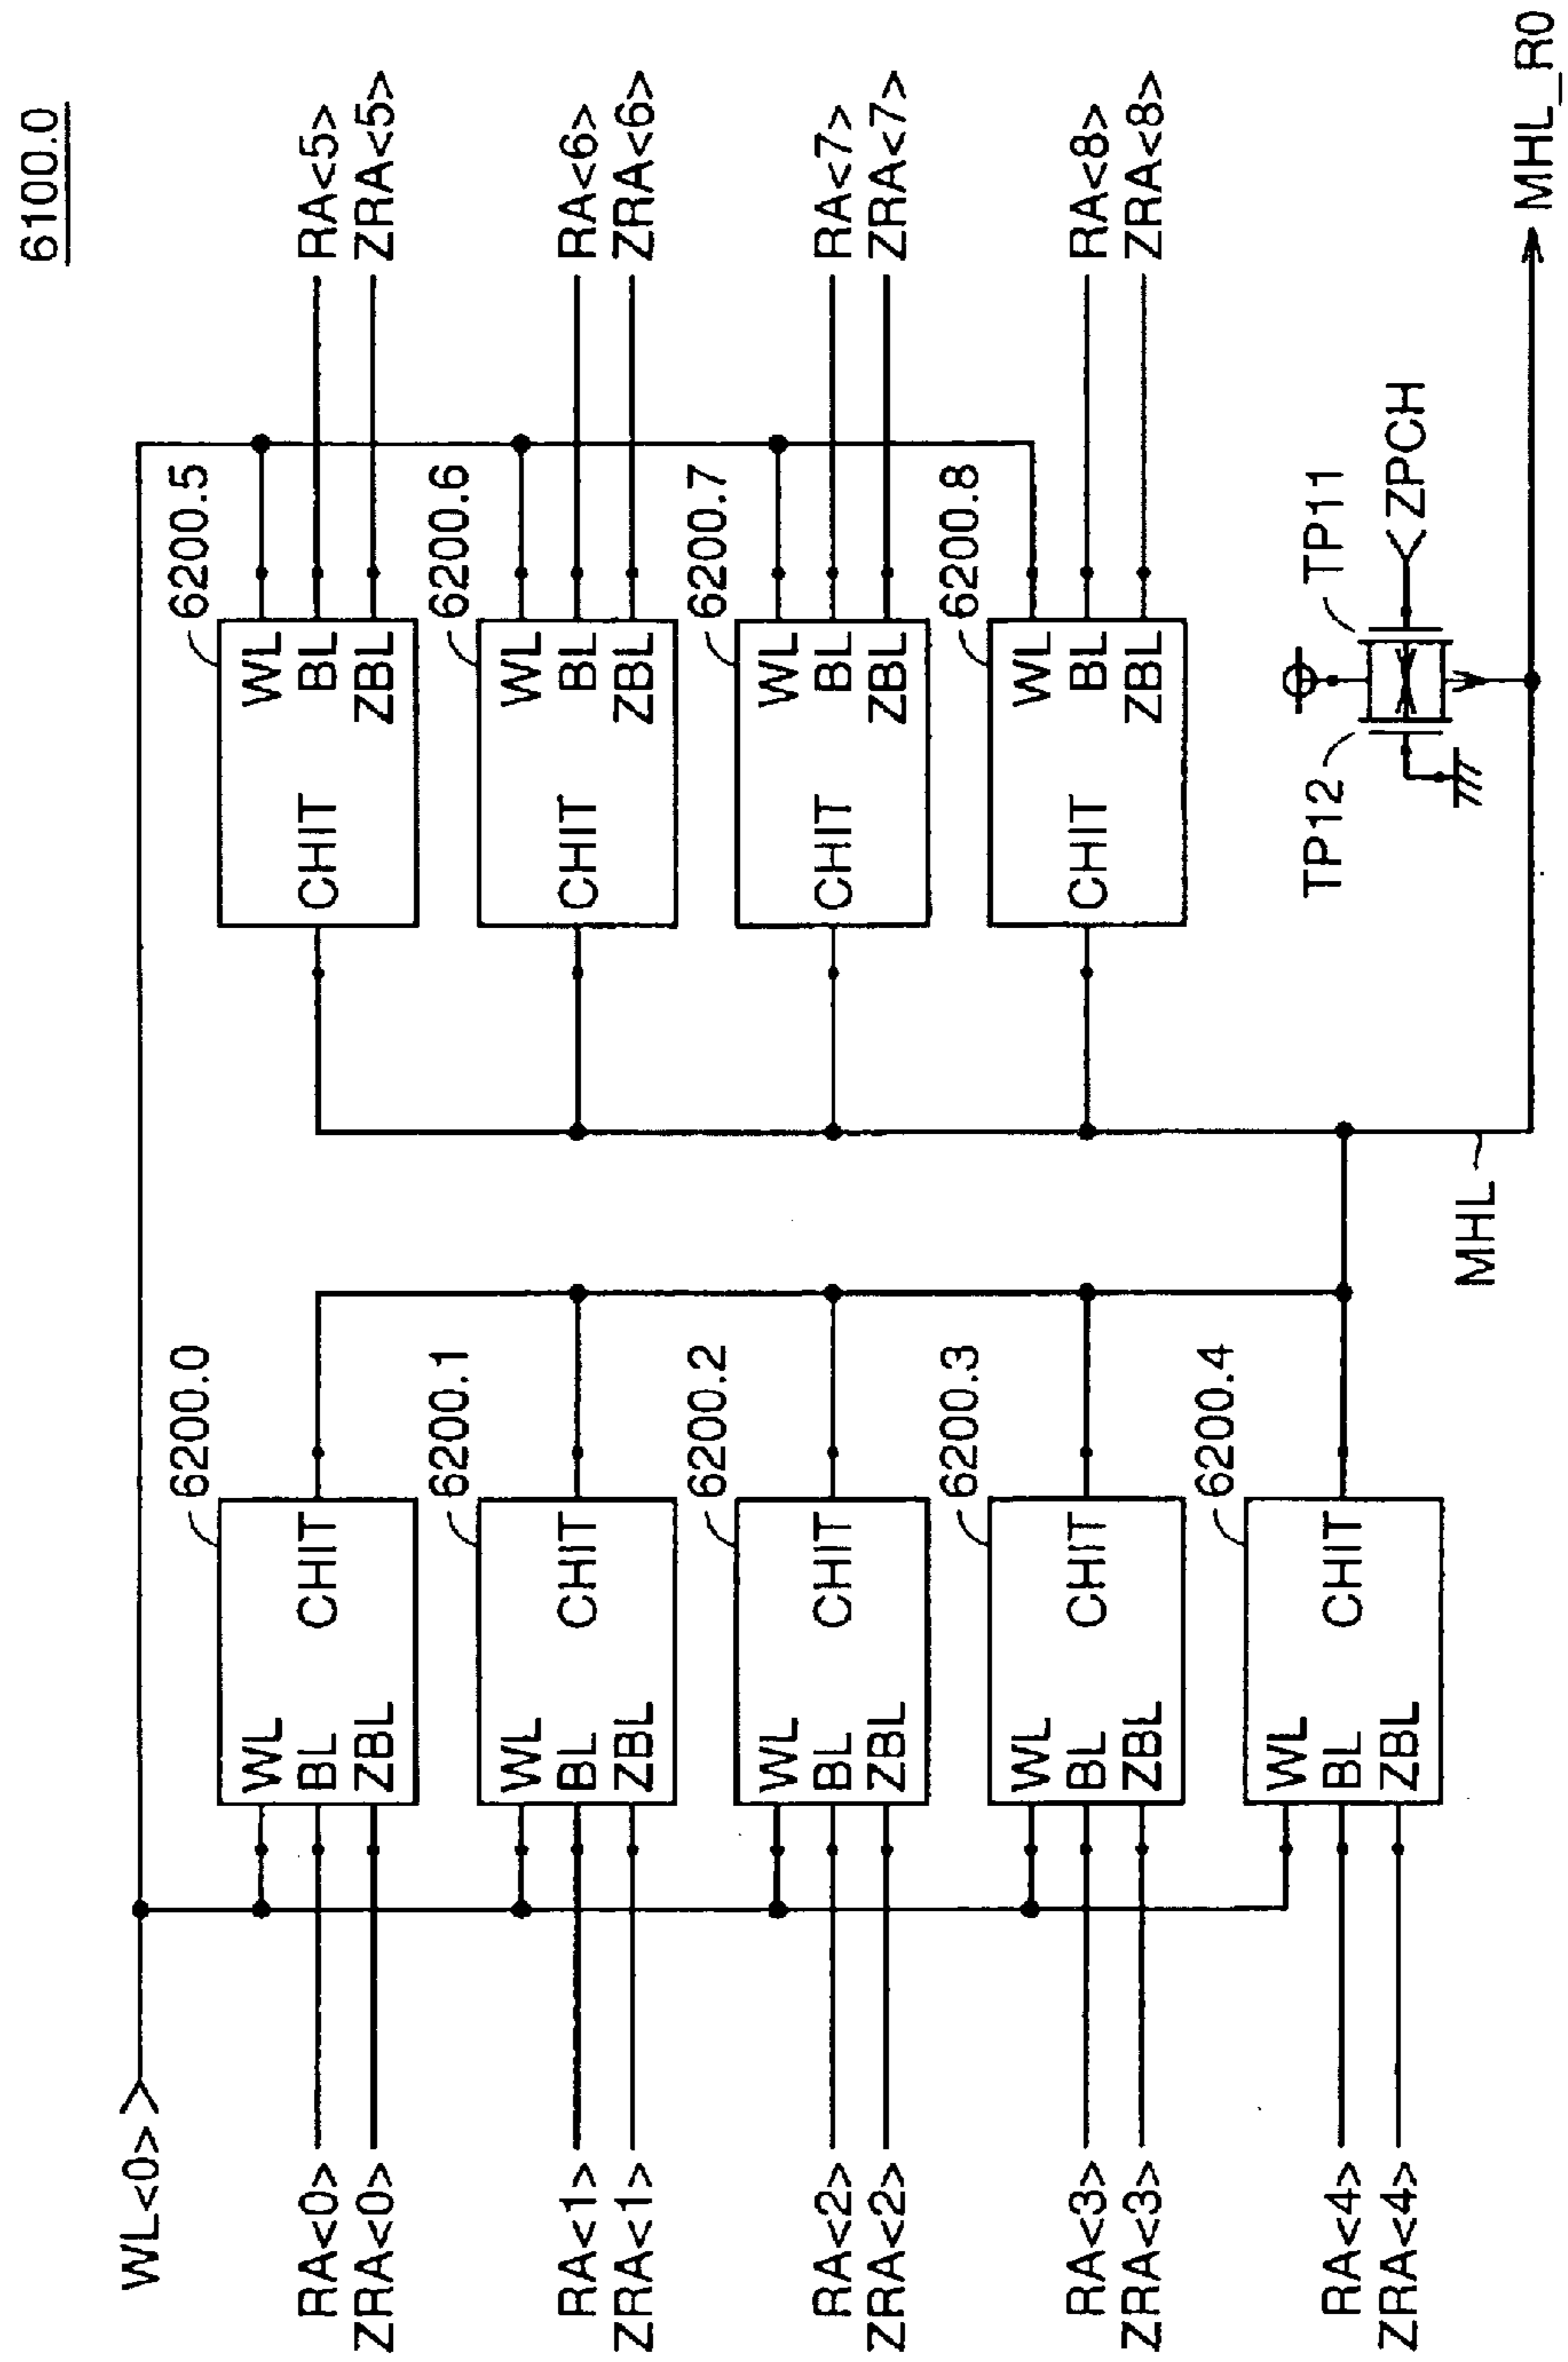 6100.0
WL<0>
6200.0
WL
BL
ZBL
CHIT
RA<0>
ZRA<0>
6200.1
WL
BL
ZBL
CHIT
RA<1>
ZRA<1>
6200.2
WL
BL
ZBL
CHIT
RA<2>
ZRA<2>
6200.3
WL
BL
ZBL
CHIT
RA<3>
ZRA<3>
6200.4
WL
BL
ZBL
CHIT
RA<4>
ZRA<4>
6200.5
CHIT
WL
BL
ZBL
RA<5>
ZRA<5>
6200.6
CHIT
WL
BL
ZBL
RA<6>
ZRA<6>
6200.7
CHIT
WL
BL
ZBL
RA<7>
ZRA<7>
6200.8
CHIT
WL
BL
ZBL
RA<8>
ZRA<8>
TP12
TP11
ZPCH
MHL
MHL_R0